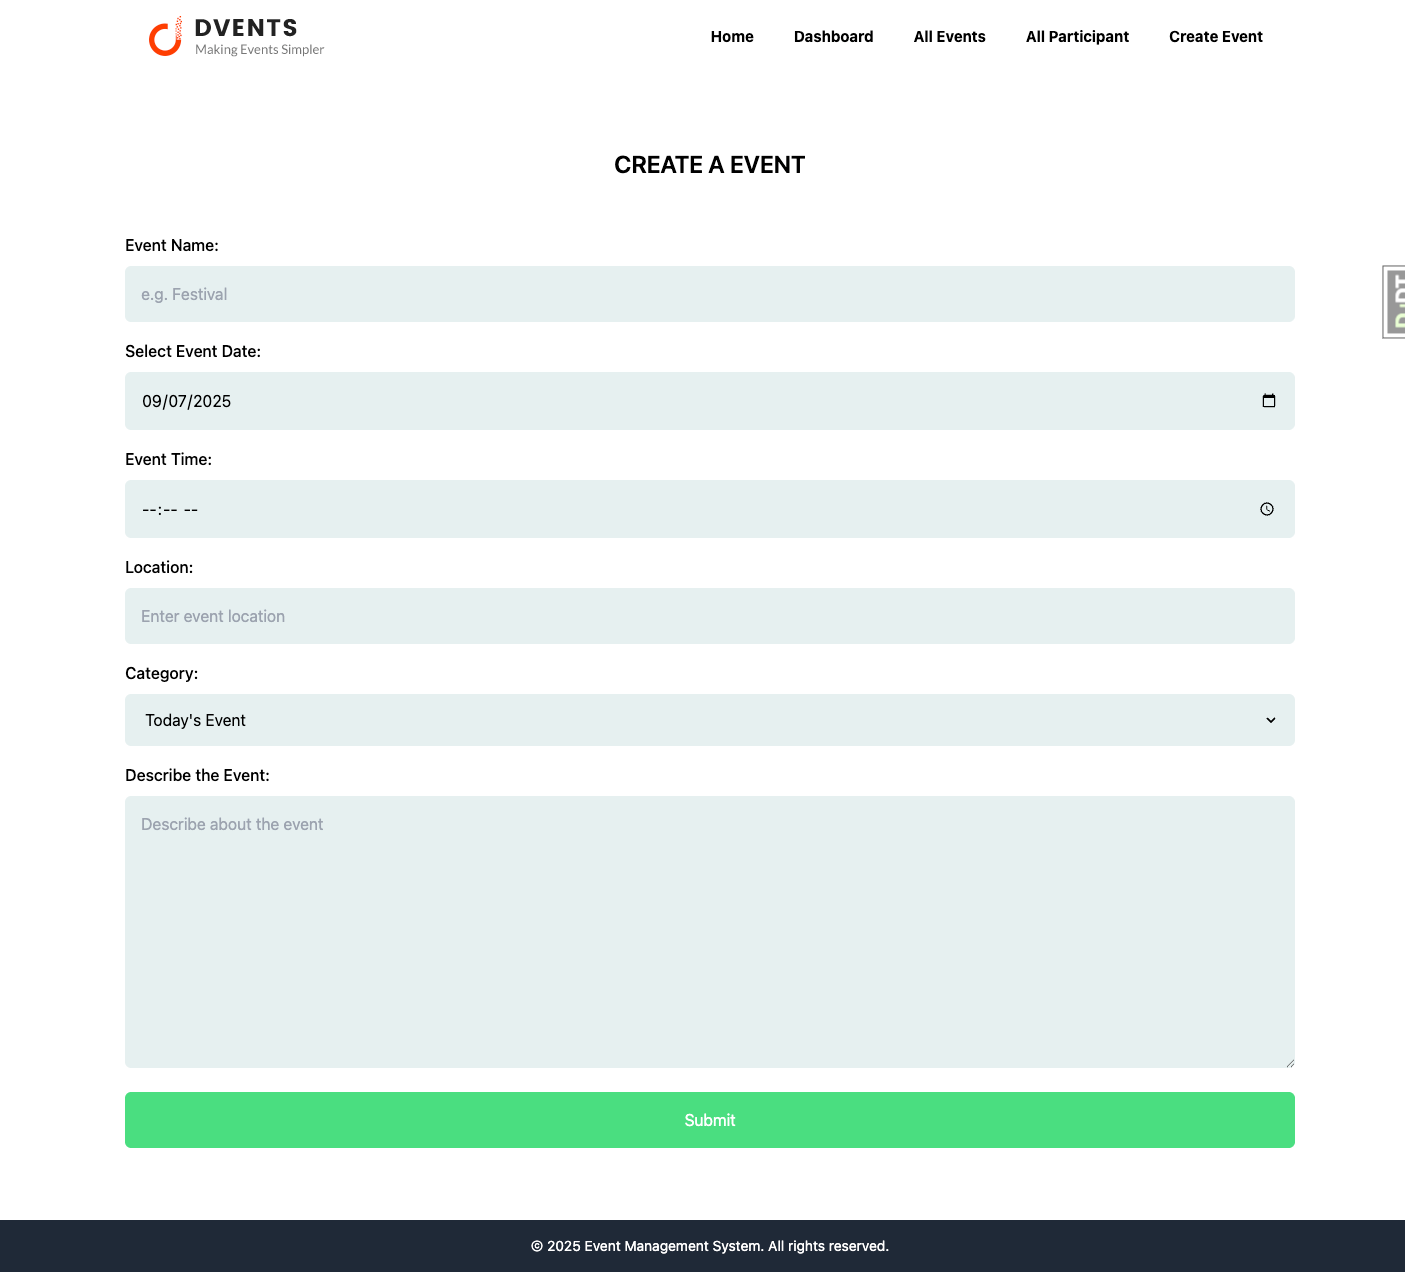 DVENTS
Making Events Simpler
Home Dashboard All Events All Participant Create Event
CREATE A EVENT
Event Name:
e.g. Festival
Select Event Date:
09/07/2025
Event Time:
--:-- --
Location:
Enter event location
Category:
Today's Event
Describe the Event:
Describe about the event
Submit
© 2025 Event Management System. All rights reserved.